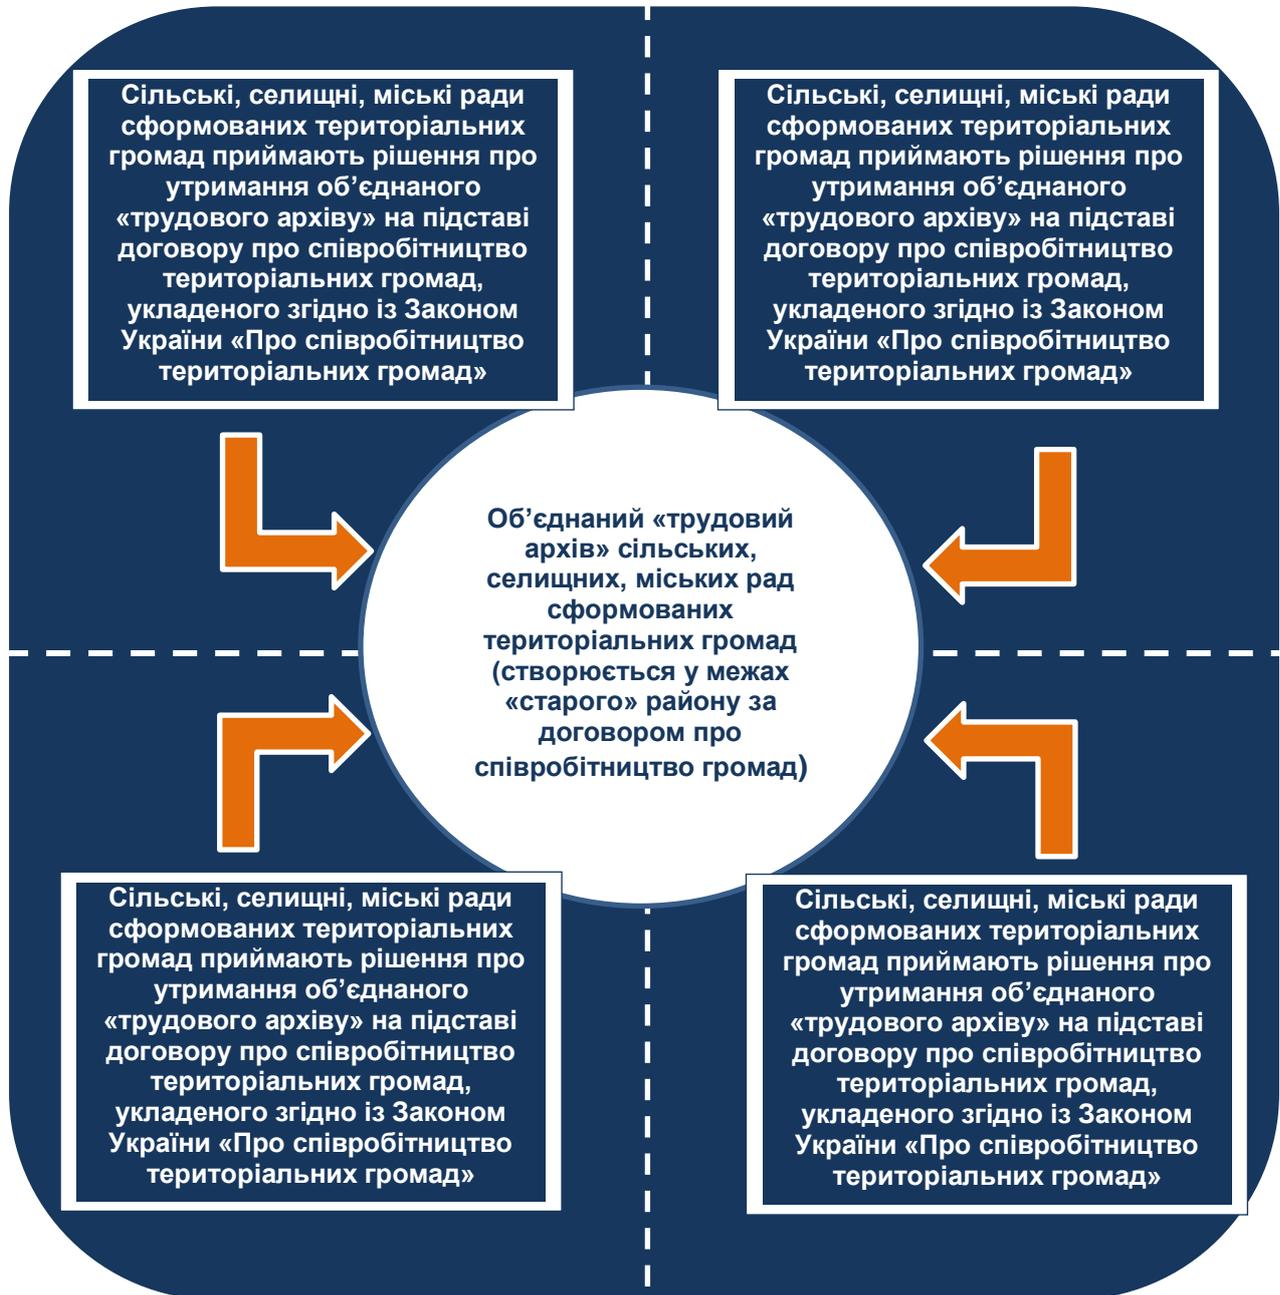 Сільські, селищні, міські ради
сформованих територіальних
громад приймають рішення про
утримання об’єднаного
«трудового архіву» на підставі
договору про співробітництво
територіальних громад,
укладеного згідно із Законом
України «Про співробітництво
територіальних громад»
Сільські, селищні, міські ради
сформованих територіальних
громад приймають рішення про
утримання об’єднаного
«трудового архіву» на підставі
договору про співробітництво
територіальних громад,
укладеного згідно із Законом
України «Про співробітництво
територіальних громад»
Об’єднаний «трудовий
архів» сільських,
селищних, міських рад
сформованих
територіальних громад
(створюється у межах
«старого» району за
договором про
співробітництво громад)
Сільські, селищні, міські ради
сформованих територіальних
громад приймають рішення про
утримання об’єднаного
«трудового архіву» на підставі
договору про співробітництво
територіальних громад,
укладеного згідно із Законом
України «Про співробітництво
територіальних громад»
Сільські, селищні, міські ради
сформованих територіальних
громад приймають рішення про
утримання об’єднаного
«трудового архіву» на підставі
договору про співробітництво
територіальних громад,
укладеного згідно із Законом
України «Про співробітництво
територіальних громад»